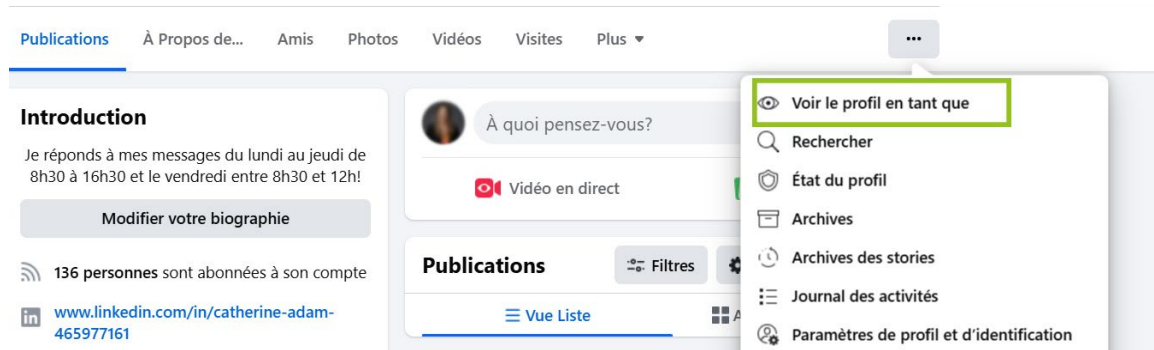 Publications À Propos de... Amis Photos Vidéos Visites Plus
Introduction
Je réponds à mes messages du lundi au jeudi de
8h30 à 16h30 et le vendredi entre 8h30 et 12h!
Modifier votre biographie
136 personnes sont abonnées à son compte
www.linkedin.com/in/catherine-adam-
465977161
À quoi pensez-vous?
Vidéo en direct
Publications
Filtres
Vue Liste
Voir le profil en tant que
Rechercher
État du profil
Archives
Archives des stories
Journal des activités
Paramètres de profil et d'identification